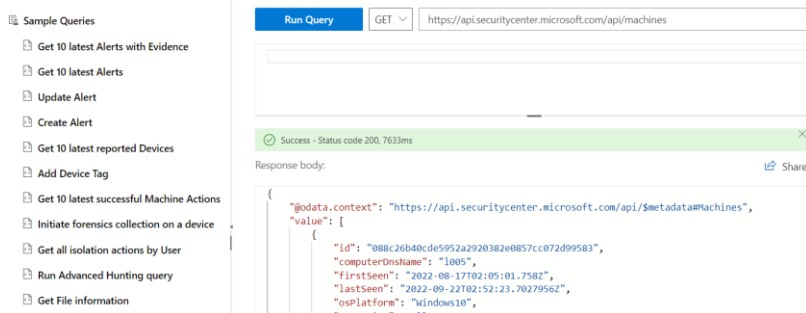 Sample Queries
Get 10 latest Alerts with Evidence
Get 10 latest Alerts
Update Alert
Create Alert
Get 10 latest reported Devices
Add Device Tag
Get 10 latest successful Machine Actions
Initiate forensics collection on a device
Get all isolation actions by User
Run Advanced Hunting query
Get File information
Run Query GET https://api.securitycenter.microsoft.com/api/machines
Success - Status code 200, 7633ms
Response body: Share
{
"@odata.context": "https://api.securitycenter.microsoft.com/api/$metadata#Machines",
"value": [
{
"id": "088c26b40cde5952a2920382e0857cc072d99583",
"computerDnsName": "l005",
"firstSeen": "2022-08-17T02:05:01.758Z",
"lastSeen": "2022-09-22T02:52:23.7027956Z",
"osPlatform": "Windows10",